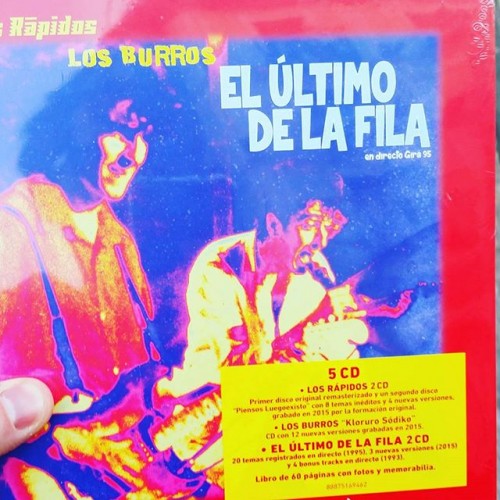 s Rápidos
LOS BURROS
EL ÚLTIMO
DE LA FILA
en directo Gira 95
5 CD
• LOS RÁPIDOS 2 CD
Primer disco original remasterizado y un segundo disco
"Piensos Luegoexisto" con 8 temas inéditos y 4 nuevas versiones,
grabado en 2015 por la formación original.
• LOS BURROS "Kloruro Sódiko"
CD con 12 nuevas versiones grabadas en 2015.
• EL ÚLTIMO DE LA FILA 2 CD
20 temas registrados en directo (1995), 3 nuevas versiones (2015)
y 4 bonus tracks en directo (1993).
Libro de 60 páginas con fotos y memorabilia.
88875169462